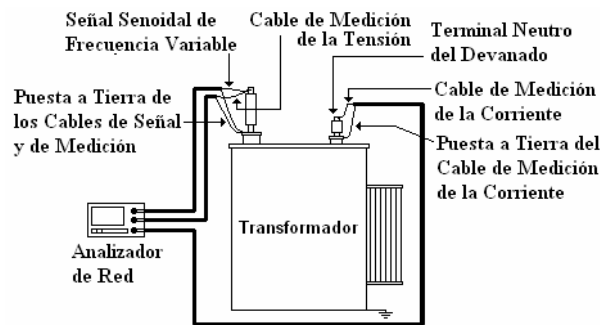 Señal Senoidal de
Frecuencia Variable
Cable de Medición
de la Tensión
Terminal Neutro
del Devanado
Puesta a Tierra de
los Cables de Señal
y de Medición
Cable de Medición
de la Corriente
Puesta a Tierra del
Cable de Medición
de la Corriente
Transformador
Analizador
de Red